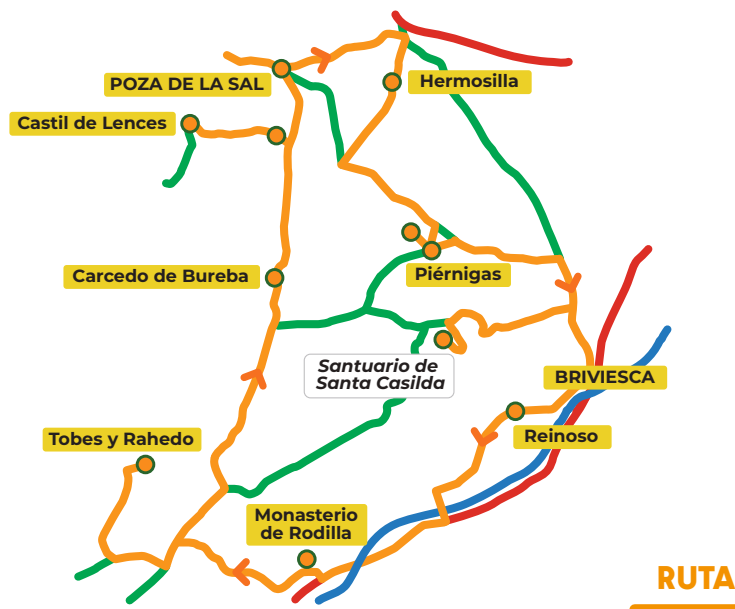 POZA DE LA SAL
Hermosilla
Castil de Lences
Carcedo de Bureba
Piérnigas
Santuario de
Santa Casilda
BRIVIESCA
Tobes y Rahedo
Reinoso
Monasterio
de Rodilla
RUTA